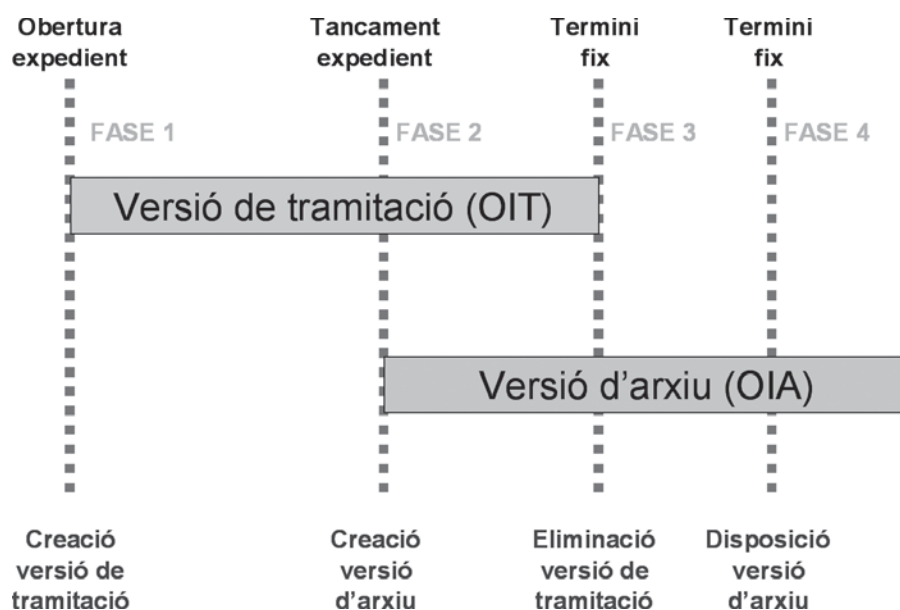 Obertura
expedient
Tancament
expedient
Termini
fix
Termini
fix
FASE 1
FASE 2
FASE 3
FASE 4
Versió de tramitació (OIT)
Versió d'arxiu (OIA)
Creació
versió de
tramitació
Creació
versió
d'arxiu
Eliminació
versió de
tramitació
Disposició
versió
d'arxiu